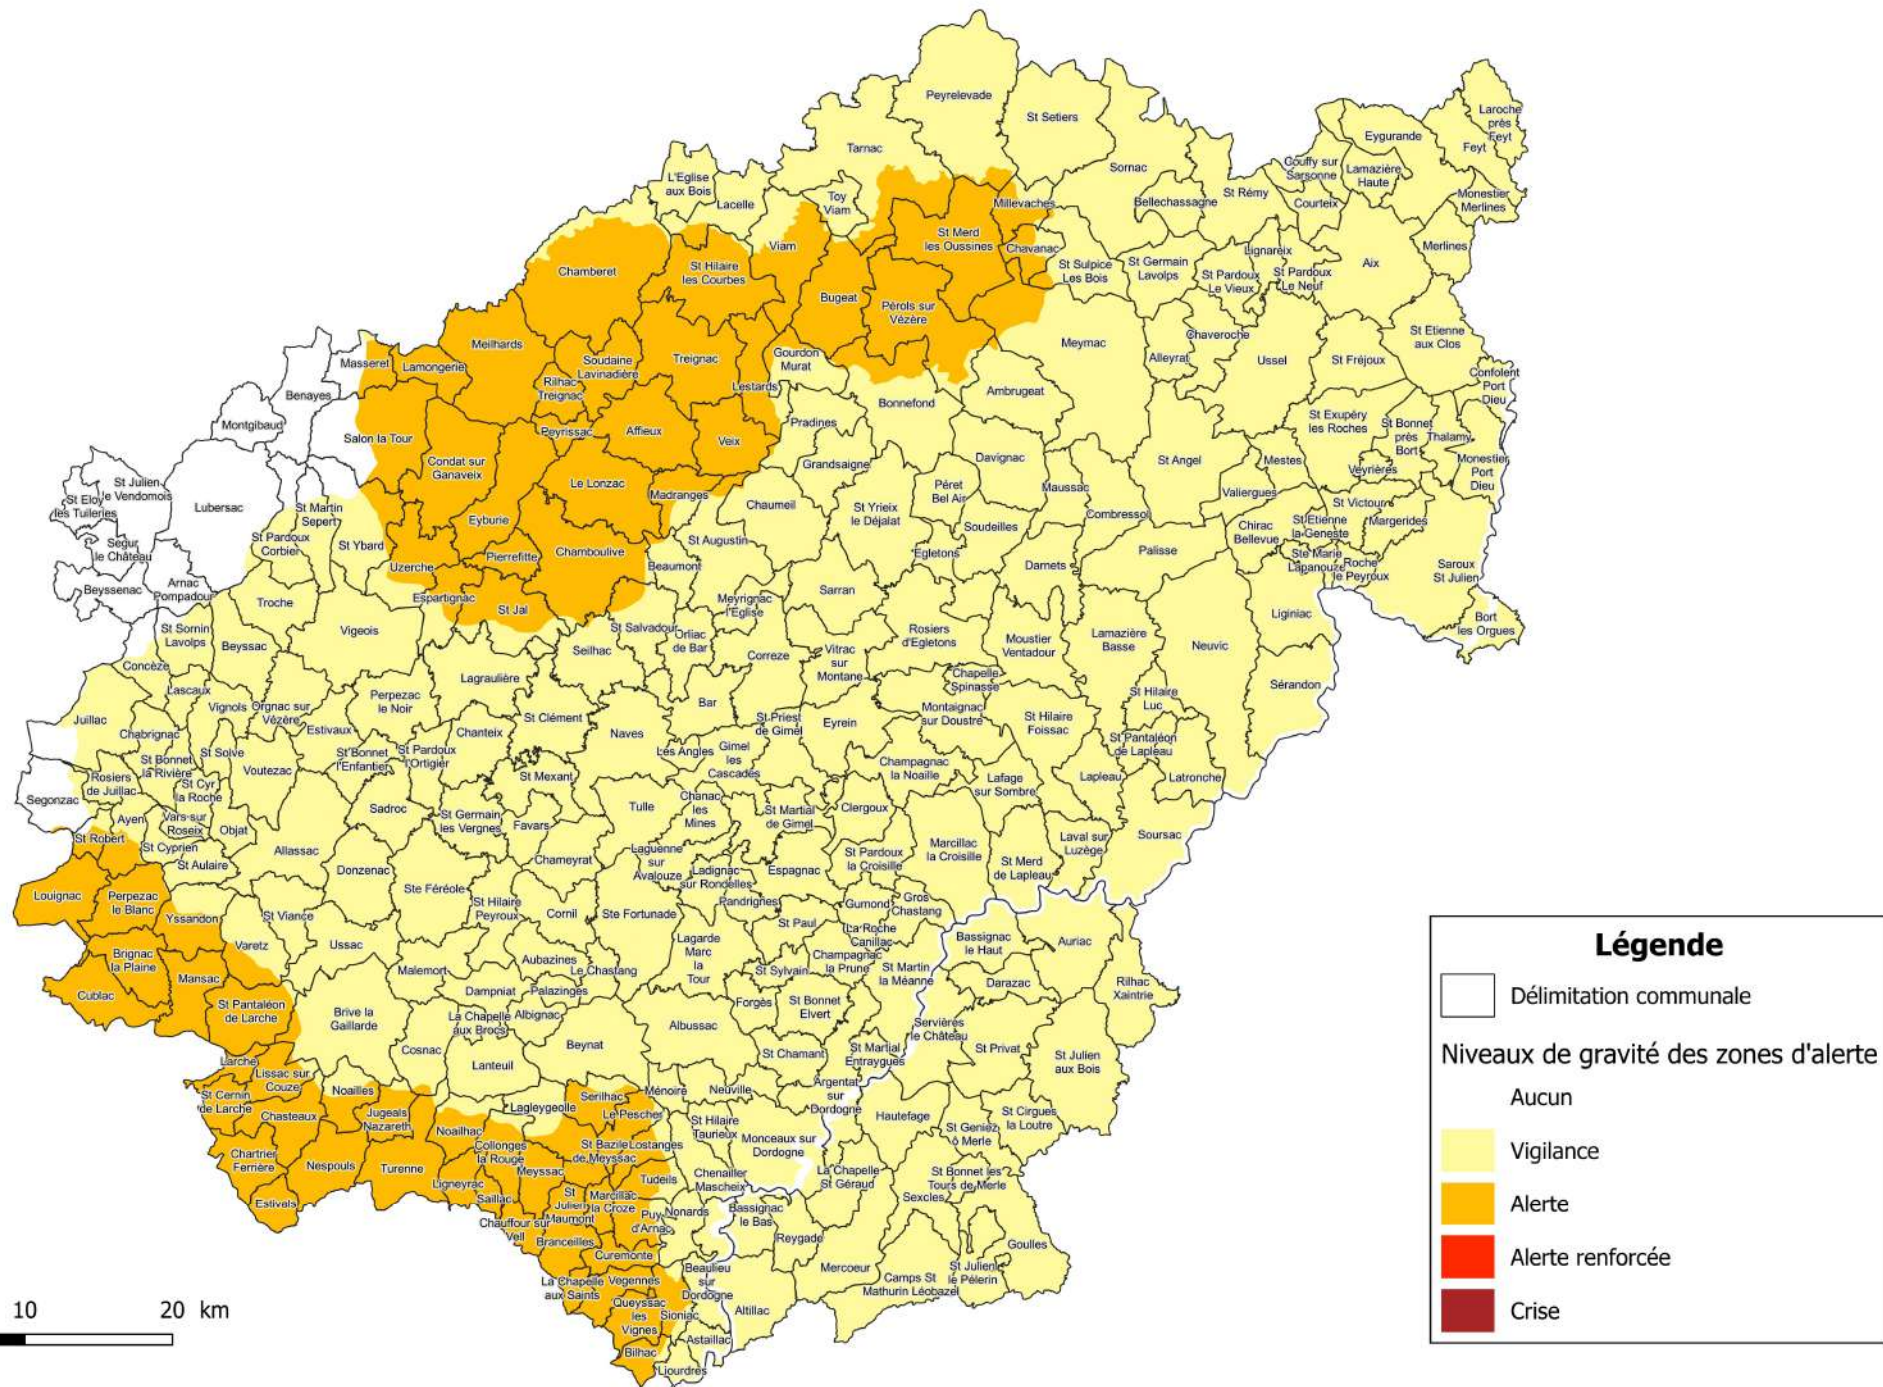 Peyrelevade
St Setiers
Laroche
près
Feyt
Feyt
Eygurande
Tarnac
Couffy sur
Sarsonne
Lamazière
Haute
L'Eglise
aux Bois
Sornac
Lacelle
Toy
Viam
Millevaches
Bellechassagne
St Rémy
Courteix
Monestier
Merlines
Viam
St Merd
les Oussines
Chavanac
Merlines
Chamberet
St Hilaire
les Courbes
St Sulpice
Les Bois
St Germain
Lavolps
Lignareix
St Pardoux
Le Vieux
St Pardoux
Le Neuf
Aix
Bugeat
Pérols sur
Vézère
Meilhards
Meymac
Chaveroche
Alleyrat
Ussel
St Fréjoux
St Etienne
aux Clos
Masseret
Lamongerie
Soudaine
Lavinadière
Treignac
Gourdon
Murat
Confolent
Port
Dieu
Benayes
Rilhac
Treignac
Lestards
Bonnefond
Ambrugeat
Montgibaud
Salon la Tour
Peyrissac
Affieux
Veix
Pradines
St Exupéry
les Roches
St Bonnet
près
Bort
Thalamy
Condat sur
Ganaveix
Grandsaigne
Davignac
St Angel
Mestes
Veyrières
Monestier
Port
Dieu
St Julien
le Vendomois
St Eloy
les Tuileries
Lubersac
Le Lonzac
Madranges
Chaumeil
Péret
Bel Air
Maussac
Valiergues
St Martin
Sepert
St Yrieix
le Déjalat
Combressol
St Victour
Margerides
Eyburie
Soudeilles
Chirac
Bellevue
St Etienne
la Geneste
Segur
le Château
St Pardoux
Corbier
St Ybard
Pierrefitte
Chamboulive
St Augustin
Egletons
Palisse
Ste Marie
Lapanouze
Roche
le Peyroux
Saroux
St Julien
Uzerche
Beaumont
Darnets
Beyssenac
Arnac
Pompadour
Troche
Espartignac
St Jal
Meyrignac
l'Eglise
Sarran
Liginiac
Bort
les Orgues
St Sornin
Lavolps
Beyssac
Vigeois
St Salvadour
Orliac
de Bar
Rosiers
d'Egletons
Moustier
Ventadour
Lamazière
Basse
Neuvic
Seilhac
Correze
Vitrac
sur
Montane
Concèze
Lascaux
Lagraulière
Chapelle
Spinasse
Sérandon
Juillac
Vignols
Orgnac sur
Vézère
Perpezac
le Noir
Bar
St Hilaire
Luc
Chabrignac
Estivaux
Chanteix
St Clément
Naves
St Priest
de Gimel
Eyrein
Montaignac
sur Doustre
St Hilaire
Foissac
St Bonnet
la Rivière
St Solve
Voutezac
St Bonnet
l'Enfantier
St Pardoux
l'Ortigier
Les Angles
Gimel
les
Cascades
St Pantaléon
de Lapleau
Rosiers
de Juillac
St Cyr
la Roche
St Mexant
Champagnac
la Noaille
Lafage
sur Sombre
Lapleau
Latronche
Segonzac
Sadroc
Ayen
Vars sur
Roseix
Objat
St Germain
les Vergnes
Favars
Tulle
Chanac
les
Mines
St Martial
de Gimel
Clergoux
St Robert
St Cyprien
St Aulaire
Allassac
Chameyrat
Laguenne
sur
Avalouze
Marcillac
la Croisille
Laval sur
Luzège
Soursac
Donzenac
Espagnac
St Pardoux
la Croisille
St Merd
de Lapleau
Louignac
Perpezac
le Blanc
Ste Féréole
Ladignac
sur Rondelles
St Hilaire
Peyroux
Pandrignes
Gumond
Gros
Chastang
Yssandon
St Viance
Cornil
Ste Fortunade
St Paul
La Roche
Canillac
Brignac
la Plaine
Varetz
Ussac
Lagarde
Marc
la
Tour
Bassignac
le Haut
Auriac
Cublac
Mansac
Malemort
Aubazines
Le Chastang
St Sylvain
Champagnac
la Prune
St Martin
la Méanne
Darazac
Rilhac
Xaintrie
St Pantaléon
de Larche
Dampniat
Palazinges
Forgès
St Bonnet
Elvert
Brive la
Gaillarde
La Chapelle
aux Brocs
Albignac
Albussac
Servières
le Château
Larche
Cosnac
Lanteuil
Beynat
St Chamant
St Martial
Entraygues
St Privat
St Julien
aux Bois
Lissac sur
Couze
St Cernin
de Larche
Noailles
Serilhac
Ménoire
Neuville
Argentat
sur
Dordogne
Chasteaux
Jugeals
Nazareth
Lagleygeolle
Le Pescher
Hautefage
St Cirgues
la Loutre
Noailhac
St Hilaire
Taurieux
St Geniez
ô Merle
Chartrier
Ferrière
Nespouls
Turenne
Collonges
la Rouge
Meyssac
St Bazile
de Meyssac
Lostanges
Monceaux sur
Dordogne
Ligneyrac
Saillac
Tudeils
Chenailler
Mascheix
La Chapelle
St Géraud
St Bonnet les
Tours de Merle
Sexcles
Estivels
St
Julien
Maumont
Marcillac
la Croze
Puy
d'Arnac
Nonards
Bassignac
le Bas
Chauffour sur
Vell
Branceilles
Curemonte
Reygade
Goulles
Mercoeur
La Chapelle
aux Saints
Vegennes
Beaulieu
sur
Dordogne
Camps St
Mathurin Léobazel
St Julien
le Pélerin
Queyssac
les
Vignes
Sioniac
Altillac
Astaillac
Bilhac
Liourdres
10 20 km
Légende
Délimitation communale
Niveaux de gravité des zones d'alerte
Aucun
Vigilance
Alerte
Alerte renforcée
Crise